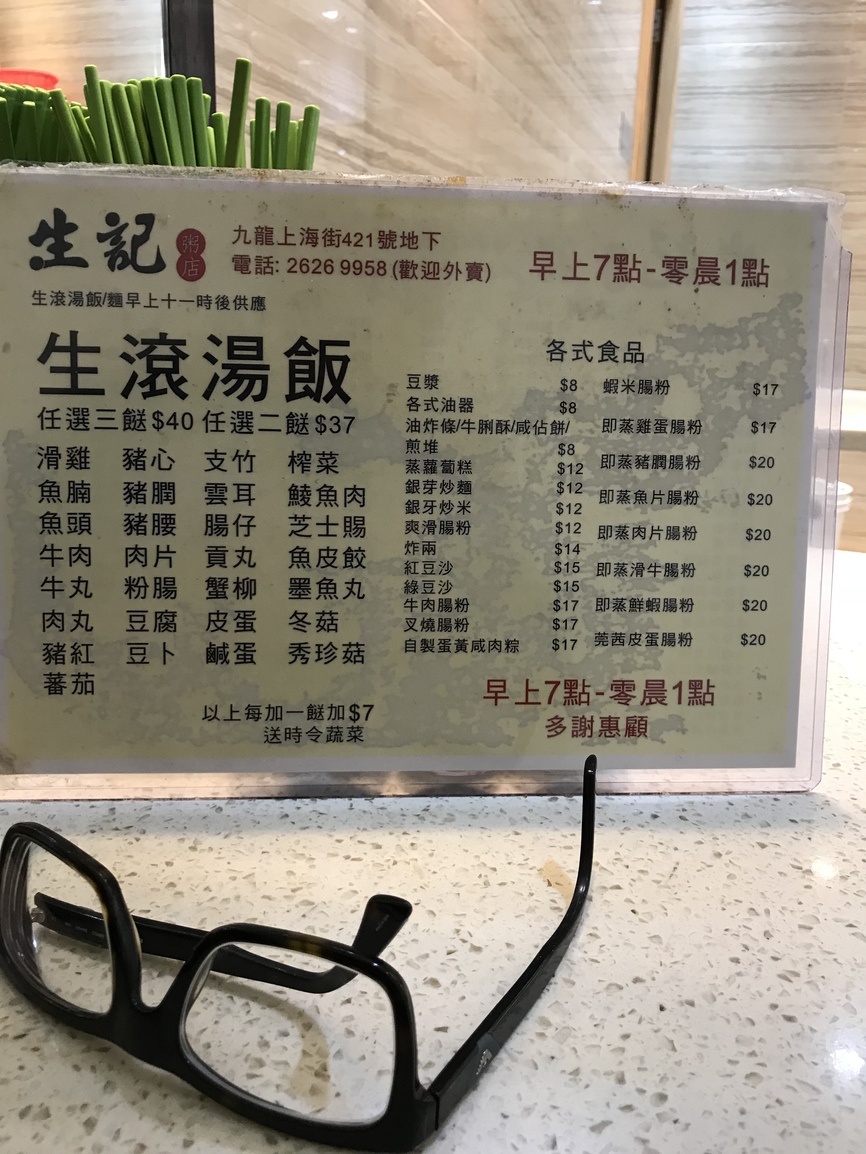 生記 粥店
九龍上海街421號地下
電話: 2626 9958 (歡迎外賣)
早上7點-零晨1點
生滾湯飯/麵早上十一時後供應
生滾湯飯
任選三餸$40 任選二餸$37
滑雞 豬心 支竹 榨菜
魚腩 豬膶 雲耳 鯪魚肉
魚頭 豬腰 腸仔 芝士賜
牛肉 肉片 貢丸 魚皮餃
牛丸 粉腸 蟹柳 墨魚丸
肉丸 豆腐 皮蛋 冬菇
豬紅 豆卜 鹹蛋 秀珍菇
蕃茄
以上每加一餸加$7
送時令蔬菜
各式食品
豆漿 $8
各式油器 $8
油炸條/牛脷酥/咸佔餅/
煎堆 $8
蒸蘿蔔糕 $12
銀芽炒麵 $12
銀牙炒米 $12
爽滑腸粉 $12
炸兩 $14
紅豆沙 $15
綠豆沙 $15
牛肉腸粉 $17
叉燒腸粉 $17
自製蛋黃咸肉粽 $17
蝦米腸粉 $17
即蒸雞蛋腸粉 $17
即蒸豬膶腸粉 $20
即蒸魚片腸粉 $20
即蒸肉片腸粉 $20
即蒸滑牛腸粉 $20
即蒸鮮蝦腸粉 $20
莞茜皮蛋腸粉 $20
早上7點-零晨1點
多謝惠顧